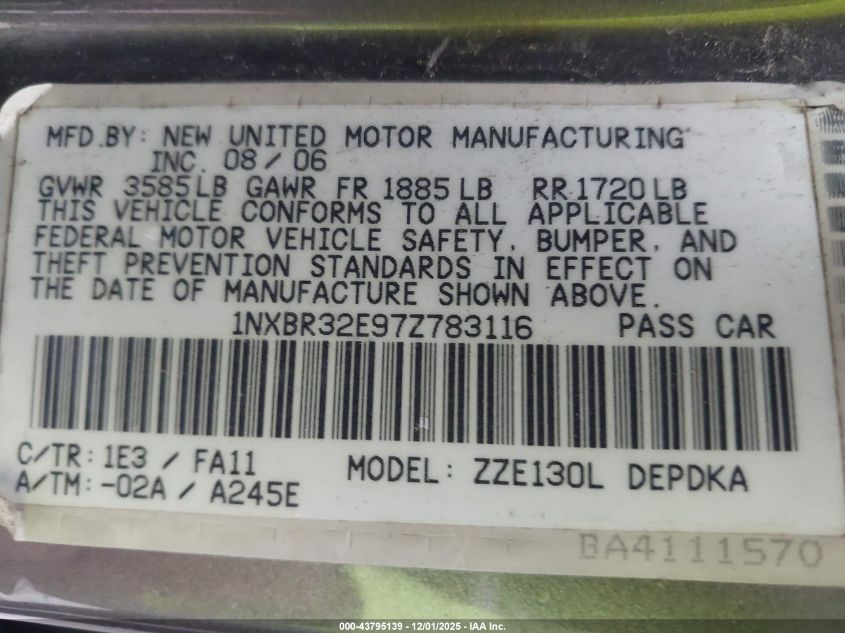 MFD.BY: NEW UNITED MOTOR MANUFACTURING
INC. 08/06
GVWR 3585LB GAWR FR 1885 LB RR 1720 LB
THIS VEHICLE CONFORMS TO ALL APPLICABLE
FEDERAL MOTOR VEHICLE SAFETY, BUMPER, AND
THEFT PREVENTION STANDARDS IN EFFECT ON
THE DATE OF MANUFACTURE SHOWN ABOVE.
1NXBR32E97Z783116 PASS CAR
C/TR: 1E3 / FA11
A/TM: -02A / A245E
MODEL: ZZE130L DEPDKA
BA4111570
000-43795139 - 12/01/2025 - IAA Inc.